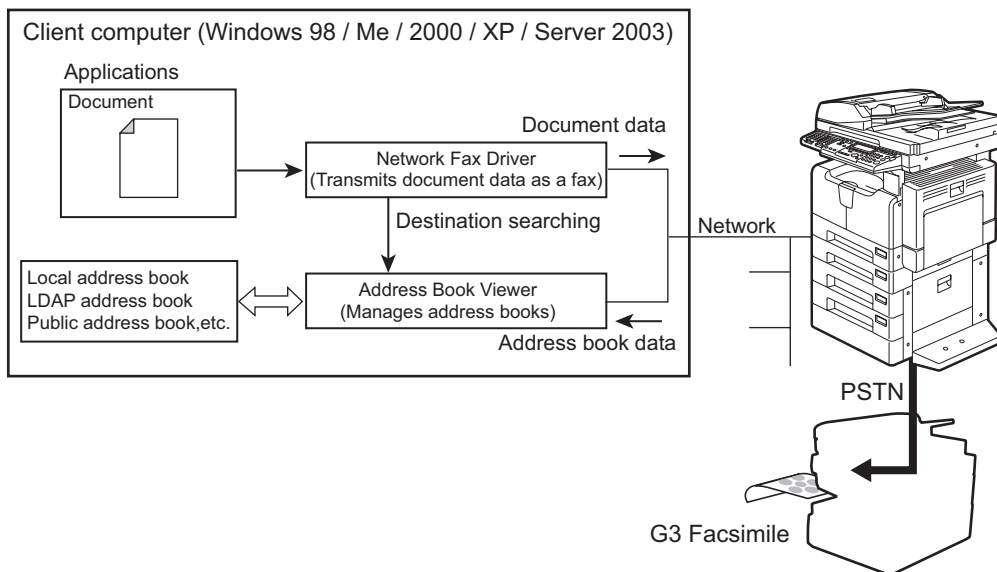 Client computer (Windows 98 / Me / 2000 / XP / Server 2003)
Applications
Document
Document data
Network Fax Driver
(Transmits document data as a fax)
Destination searching
Network
Local address book
LDAP address book
Public address book,etc.
Address Book Viewer
(Manages address books)
Address book data
PSTN
G3 Facsimile